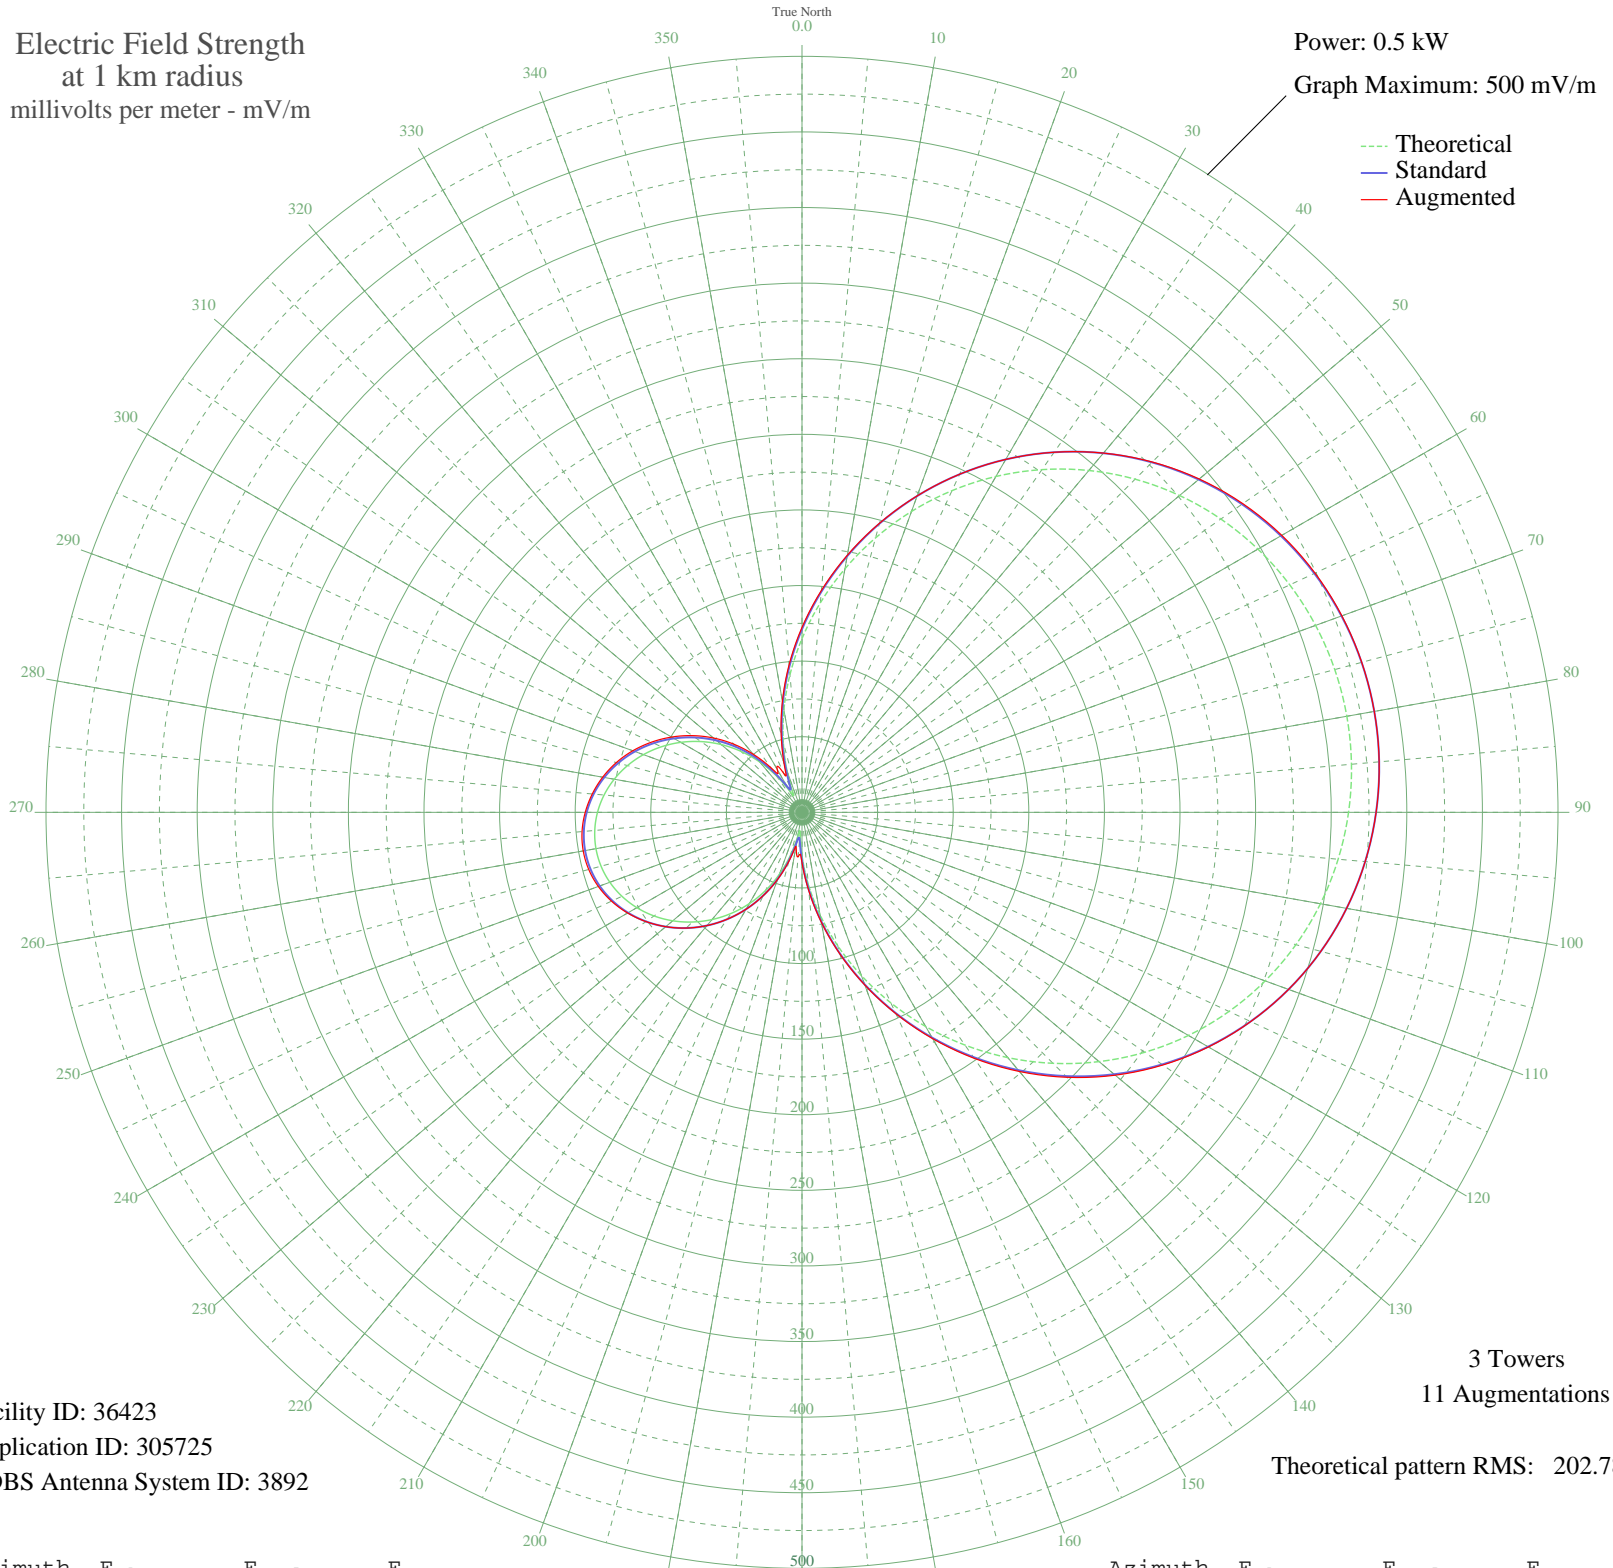 True North
0.0
Electric Field Strength
at 1 km radius
millivolts per meter - mV/m
Power: 0.5 kW
Graph Maximum: 500 mV/m
Theoretical
Standard
Augmented
350
10
340
20
330
30
320
40
310
50
300
60
290
70
280
80
270
90
260
100
250
110
240
120
230
130
220
140
210
150
200
160
100
150
200
250
300
350
400
450
500
3 Towers
11 Augmentations
cility ID: 36423
plication ID: 305725
DBS Antenna System ID: 3892
Theoretical pattern RMS: 202.7
imuth E E E
Azimuth E E E